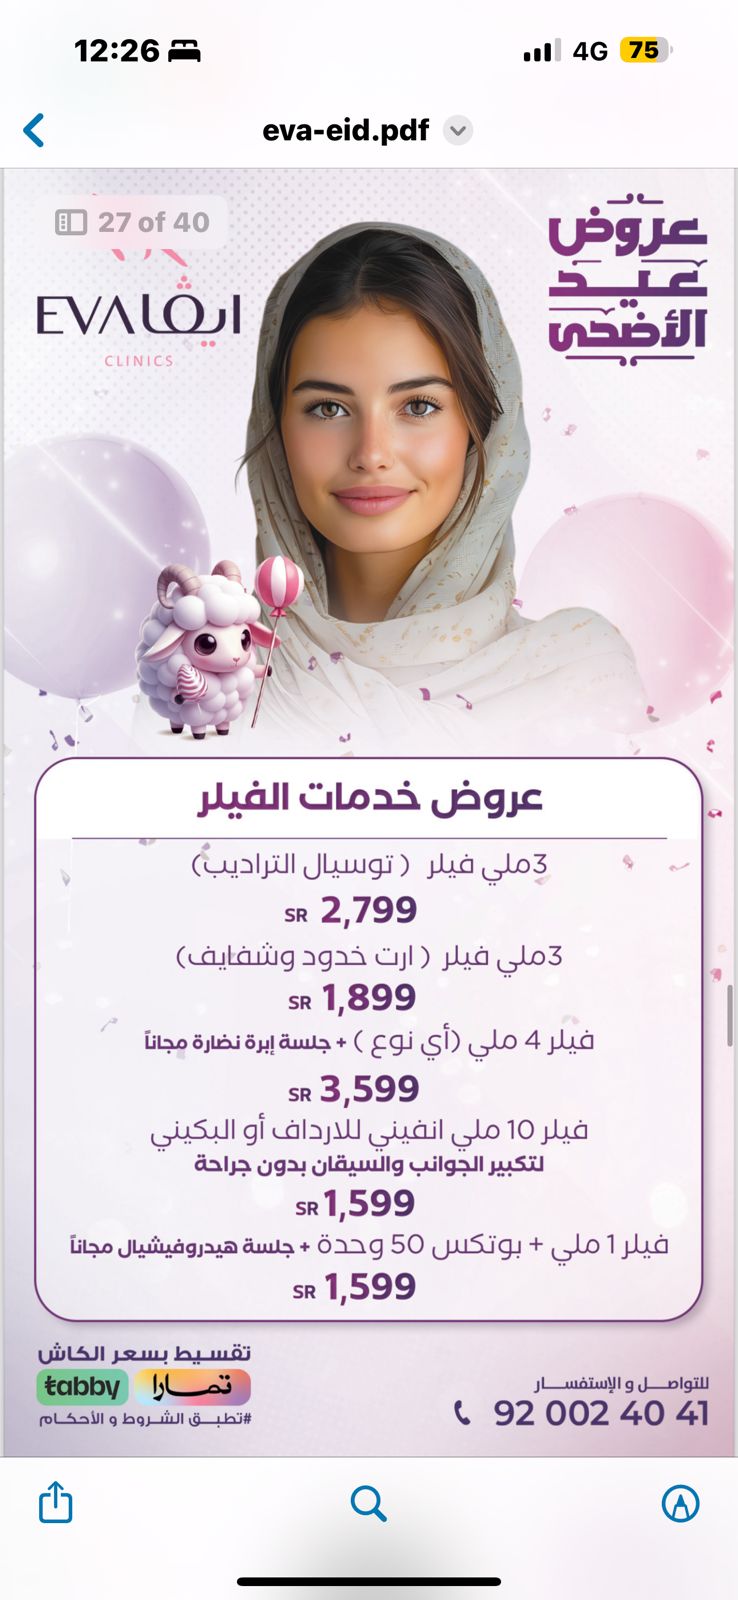 12:26
4G 75
eva-eid.pdf
27 of 40
عروض
عيد
الأضحى
EVA ايفا
CLINICS
عروض خدمات الفيلر
3ملي فيلر ( توسيال التراديب)
SR 2,799
3ملي فيلر ( ارت خدود وشفايف)
SR 1,899
فيلر 4 ملي (أي نوع ) + جلسة إبرة نضارة مجاناً
SR 3,599
فيلر 10 ملي انفيني للارداف أو البكيني
لتكبير الجوانب والسيقان بدون جراحة
SR 1,599
فيلر 1 ملي + بوتكس 50 وحدة + جلسة هيدروفيشيال مجاناً
SR 1,599
تقسيط بسعر الكاش
tabby تمارا
#تطبق الشروط و الأحكام
للتواصل و الإستفسار
92 002 40 41